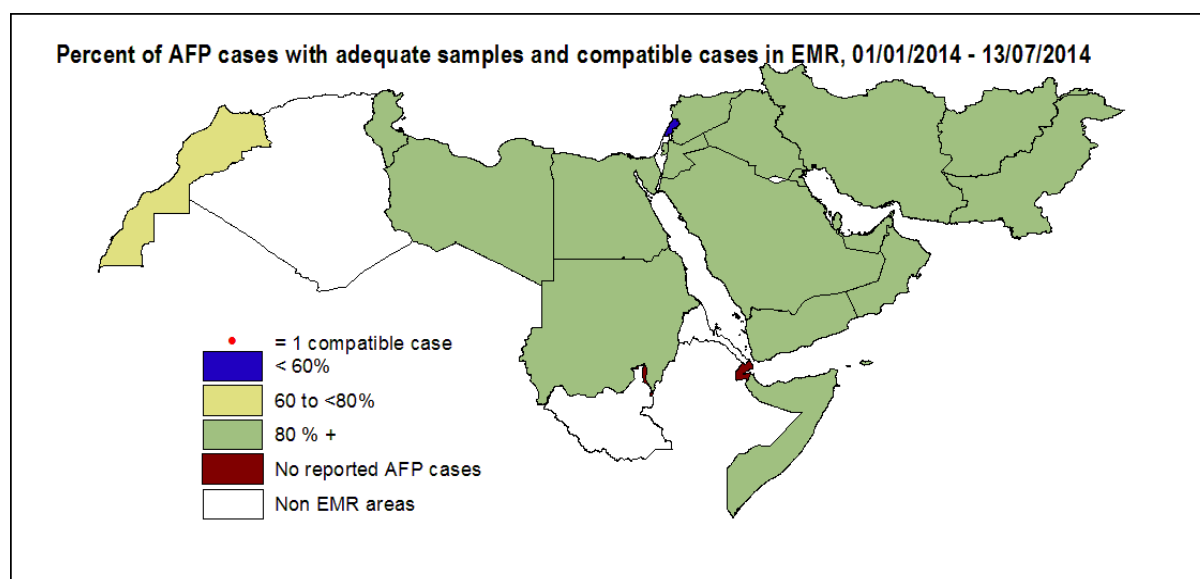 Percent of AFP cases with adequate samples and compatible cases in EMR, 01/01/2014 - 13/07/2014
= 1 compatible case
< 60%
60 to <80%
80 % +
No reported AFP cases
Non EMR areas